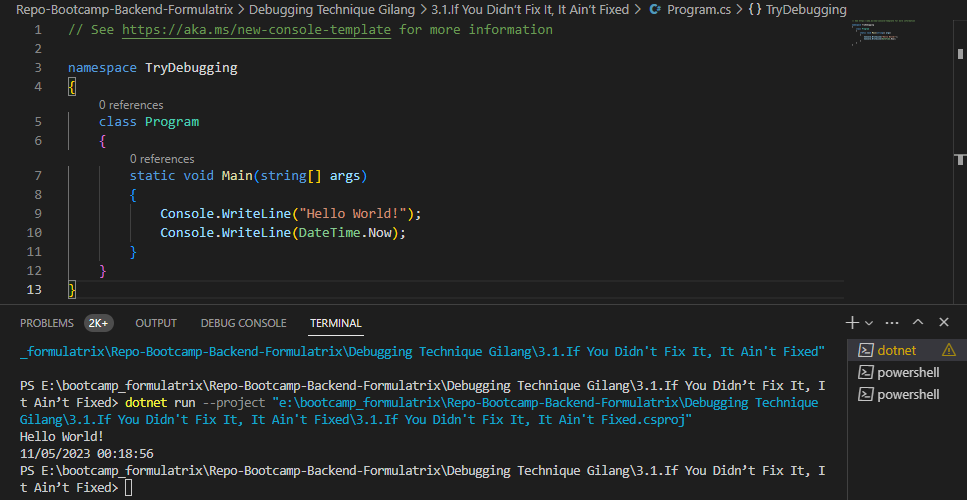 Repo-Bootcamp-Backend-Formulatrix > Debugging Technique Gilang > 3.1.If You Didn’t Fix It, It Ain’t Fixed > Program.cs > {} TryDebugging
1 // See https://aka.ms/new-console-template for more information
2
3 namespace TryDebugging
4 {
0 references
5 class Program
6 {
0 references
7 static void Main(string[] args)
8 {
9 Console.WriteLine("Hello World!");
10 Console.WriteLine(DateTime.Now);
11 }
12 }
13 }
PROBLEMS 2K+ OUTPUT DEBUG CONSOLE TERMINAL
_formulatrix\Repo-Bootcamp-Backend-Formulatrix\Debugging Technique Gilang\3.1.If You Didn't Fix It, It Ain't Fixed"
PS E:\bootcamp_formulatrix\Repo-Bootcamp-Backend-Formulatrix\Debugging Technique Gilang\3.1.If You Didn’t Fix It, I
t Ain’t Fixed> dotnet run --project "e:\bootcamp_formulatrix\Repo-Bootcamp-Backend-Formulatrix\Debugging Technique
Gilang\3.1.If You Didn't Fix It, It Ain't Fixed\3.1.If You Didn't Fix It, It Ain't Fixed.csproj"
Hello World!
11/05/2023 00:18:56
PS E:\bootcamp_formulatrix\Repo-Bootcamp-Backend-Formulatrix\Debugging Technique Gilang\3.1.If You Didn’t Fix It, I
t Ain’t Fixed>
dotnet
powershell
powershell